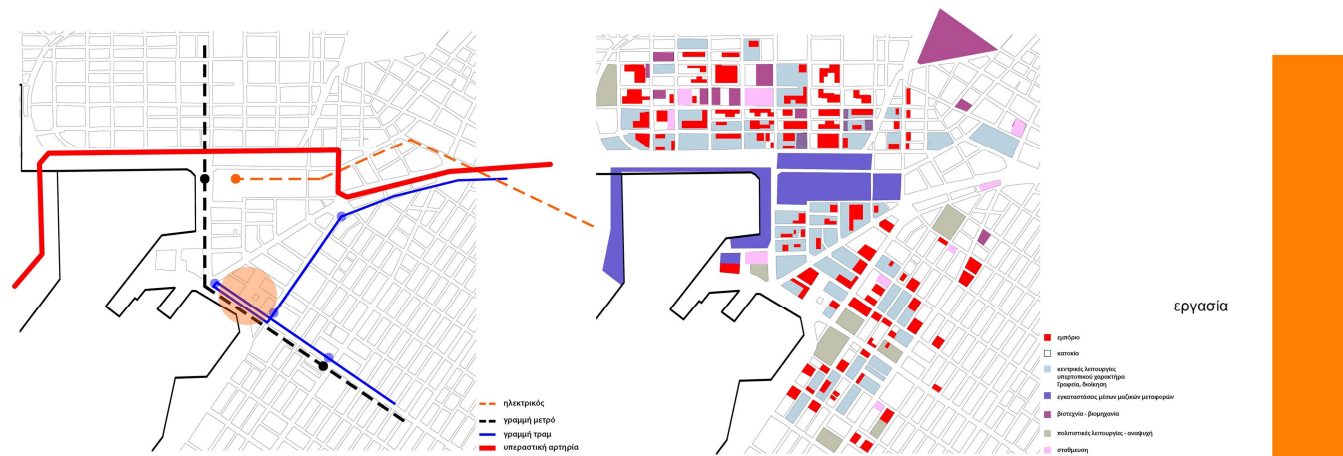 ηλεκτρικός
γραμμή μετρό
γραμμή τραμ
υπεραστική αρτηρία
εμπόριο
κατοκία
κεντρικές λειτουργίες
υπερτοπικού χαρακτήρα
Γραφεία, διοίκηση
εγκαταστάσεις μέσων μαζικών μεταφορών
βιοτεχνία - βιομηχανία
πολιτιστικές λειτουργίες - αναψυχή
σταθμευση
εργασία